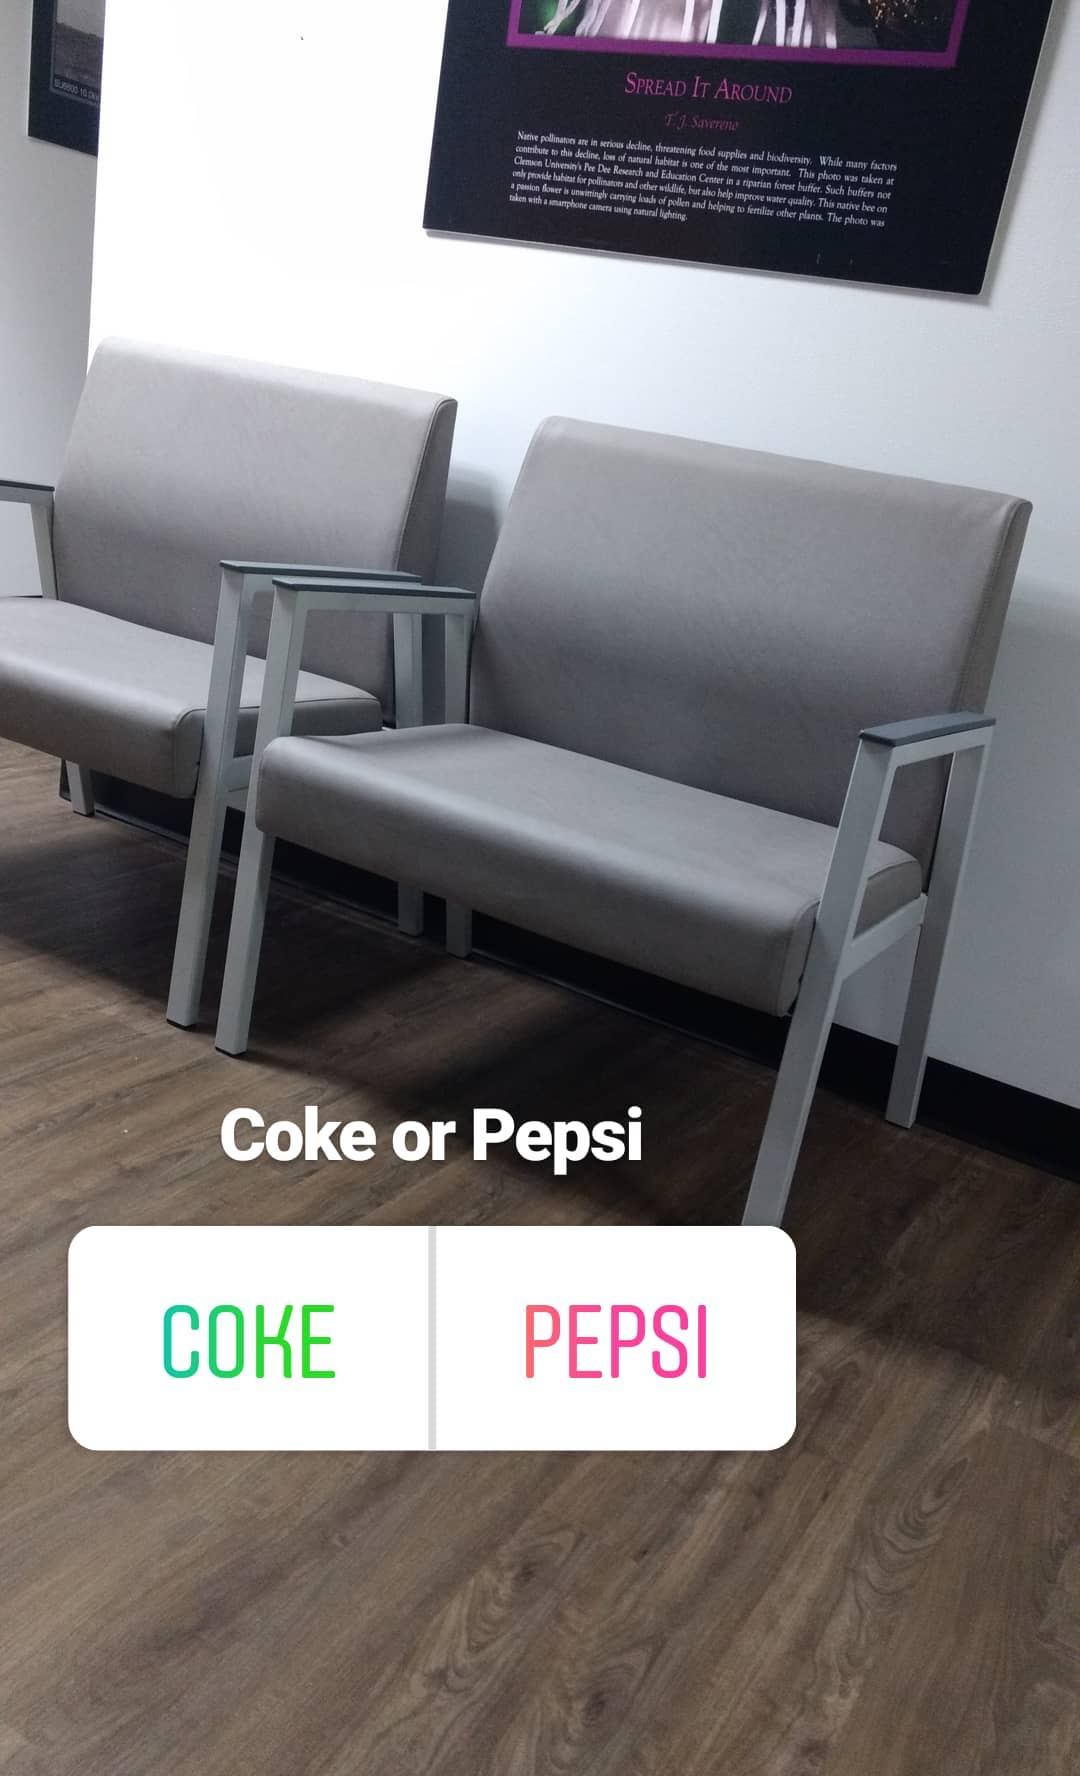 SPREAD IT AROUND
T. J. Savereno
Native pollinators are in serious decline, threatening food supplies and biodiversity. While many factors
contribute to this decline, loss of natural habitat is one of the most important. This photo was taken at
Clemson University's Pee Dee Research and Education Center in a riparian forest buffer. Such buffers not
only provide habitat for pollinators and other wildlife, but also help improve water quality. This native bee on
a passion flower is unwittingly carrying loads of pollen and helping to fertilize other plants. The photo was
taken with a smartphone camera using natural lighting.
Coke or Pepsi
COKE PEPSI